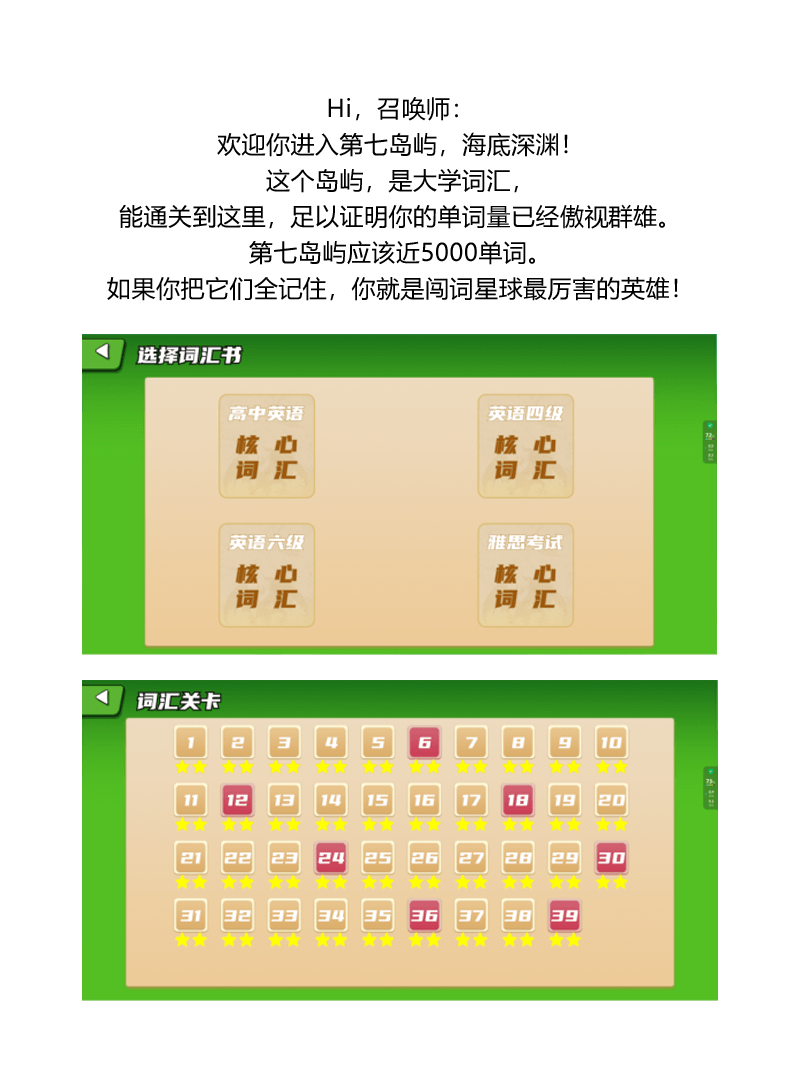 Hi，召唤师：
欢迎你进入第七岛屿，海底深渊！
这个岛屿，是大学词汇，
能通关到这里，足以证明你的单词量已经傲视群雄。
第七岛屿应该近5000单词。
如果你把它们全记住，你就是闯词星球最厉害的英雄！
选择词汇书
高中英语 英语四级
核心 核心
词汇 词汇
英语六级 雅思考试
核心 核心
词汇 词汇
词汇关卡
1 2 3 4 5 6 7 8 9 10
11 12 13 14 15 16 17 18 19 20
21 22 23 24 25 26 27 28 29 30
31 32 33 34 35 36 37 38 39